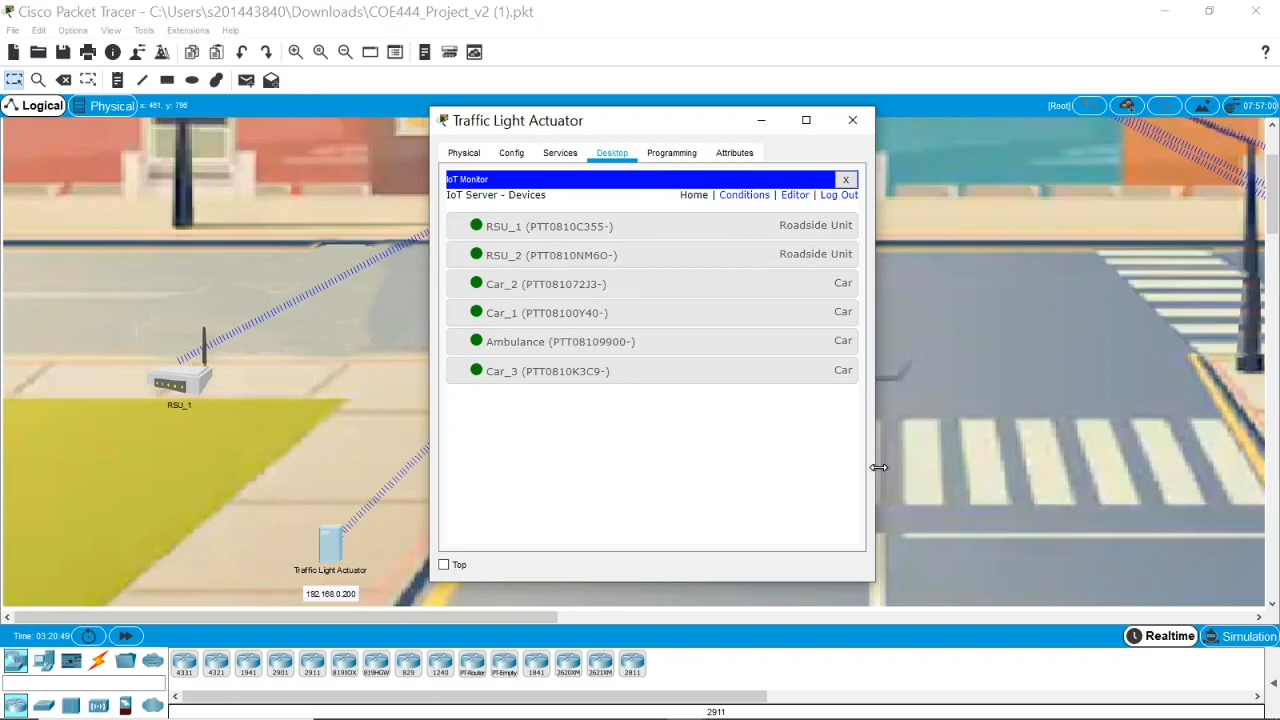 Cisco Packet Tracer - C:\Users\s201443840\Downloads\COE444_Project_v2 (1).pkt
File Edit Options View Tools Extensions Help
?
Logical Physical x: 461, y: 796 [Root] 07:57:00
Traffic Light Actuator
Physical Config Services Desktop Programming Attributes
IoT Monitor X
IoT Server - Devices Home | Conditions | Editor | Log Out
RSU_1 (PTT0810C355-) Roadside Unit
RSU_2 (PTT0810NM6O-) Roadside Unit
Car_2 (PTT081072J3-) Car
Car_1 (PTT08100Y40-) Car
Ambulance (PTT08109900-) Car
Car_3 (PTT0810K3C9-) Car
Top
RSU_1
Traffic Light Actuator
192.168.0.200
Time: 03:20:49 Realtime Simulation
4331 4321 1941 2901 2911 819IOX 819HGW 829 1240 PT-Router PT-Empty 1841 2620XM 2621XM 2811
2911